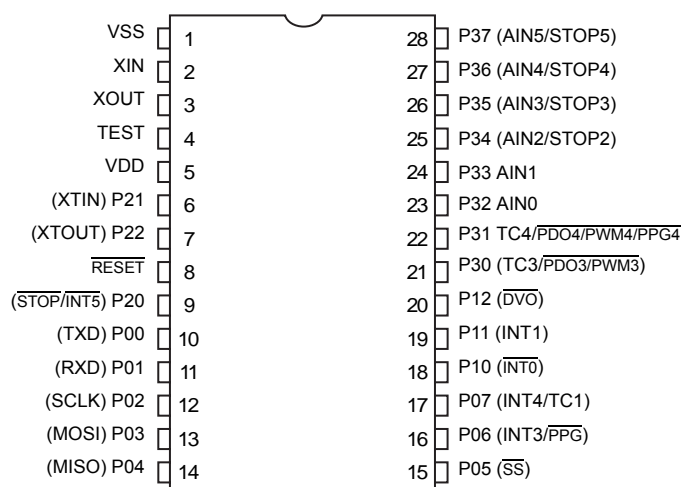 VSS 1 28 P37 (AIN5/STOP5)
XIN 2 27 P36 (AIN4/STOP4)
XOUT 3 26 P35 (AIN3/STOP3)
TEST 4 25 P34 (AIN2/STOP2)
VDD 5 24 P33 AIN1
(XTIN) P21 6 23 P32 AIN0
(XTOUT) P22 7 22 P31 TC4/PDO4/PWM4/PPG4
RESET 8 21 P30 (TC3/PDO3/PWM3)
(STOP/INT5) P20 9 20 P12 (DVO)
(TXD) P00 10 19 P11 (INT1)
(RXD) P01 11 18 P10 (INT0)
(SCLK) P02 12 17 P07 (INT4/TC1)
(MOSI) P03 13 16 P06 (INT3/PPG)
(MISO) P04 14 15 P05 (SS)